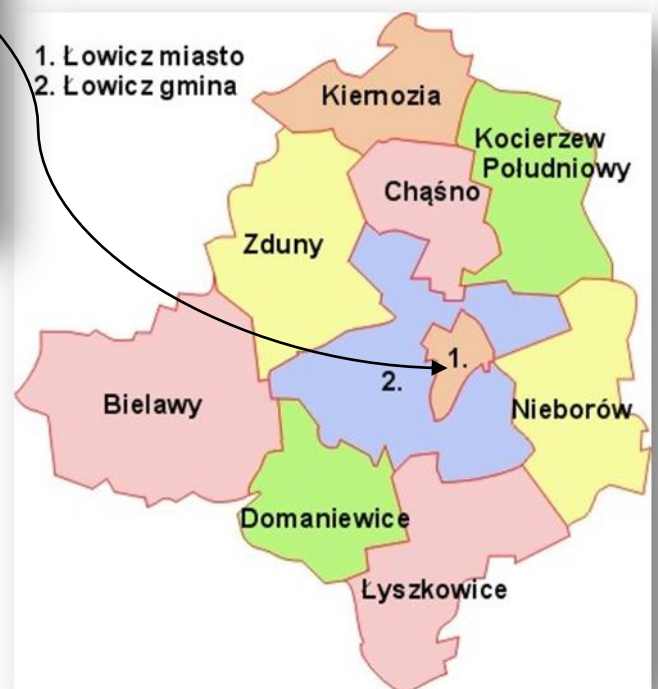 1. Łowicz miasto
2. Łowicz gmina
Kiernozia
Kocierzew
Południowy
Chąśno
Zduny
1.
2.
Bielawy
Nieborów
Domaniewice
Łyszkowice